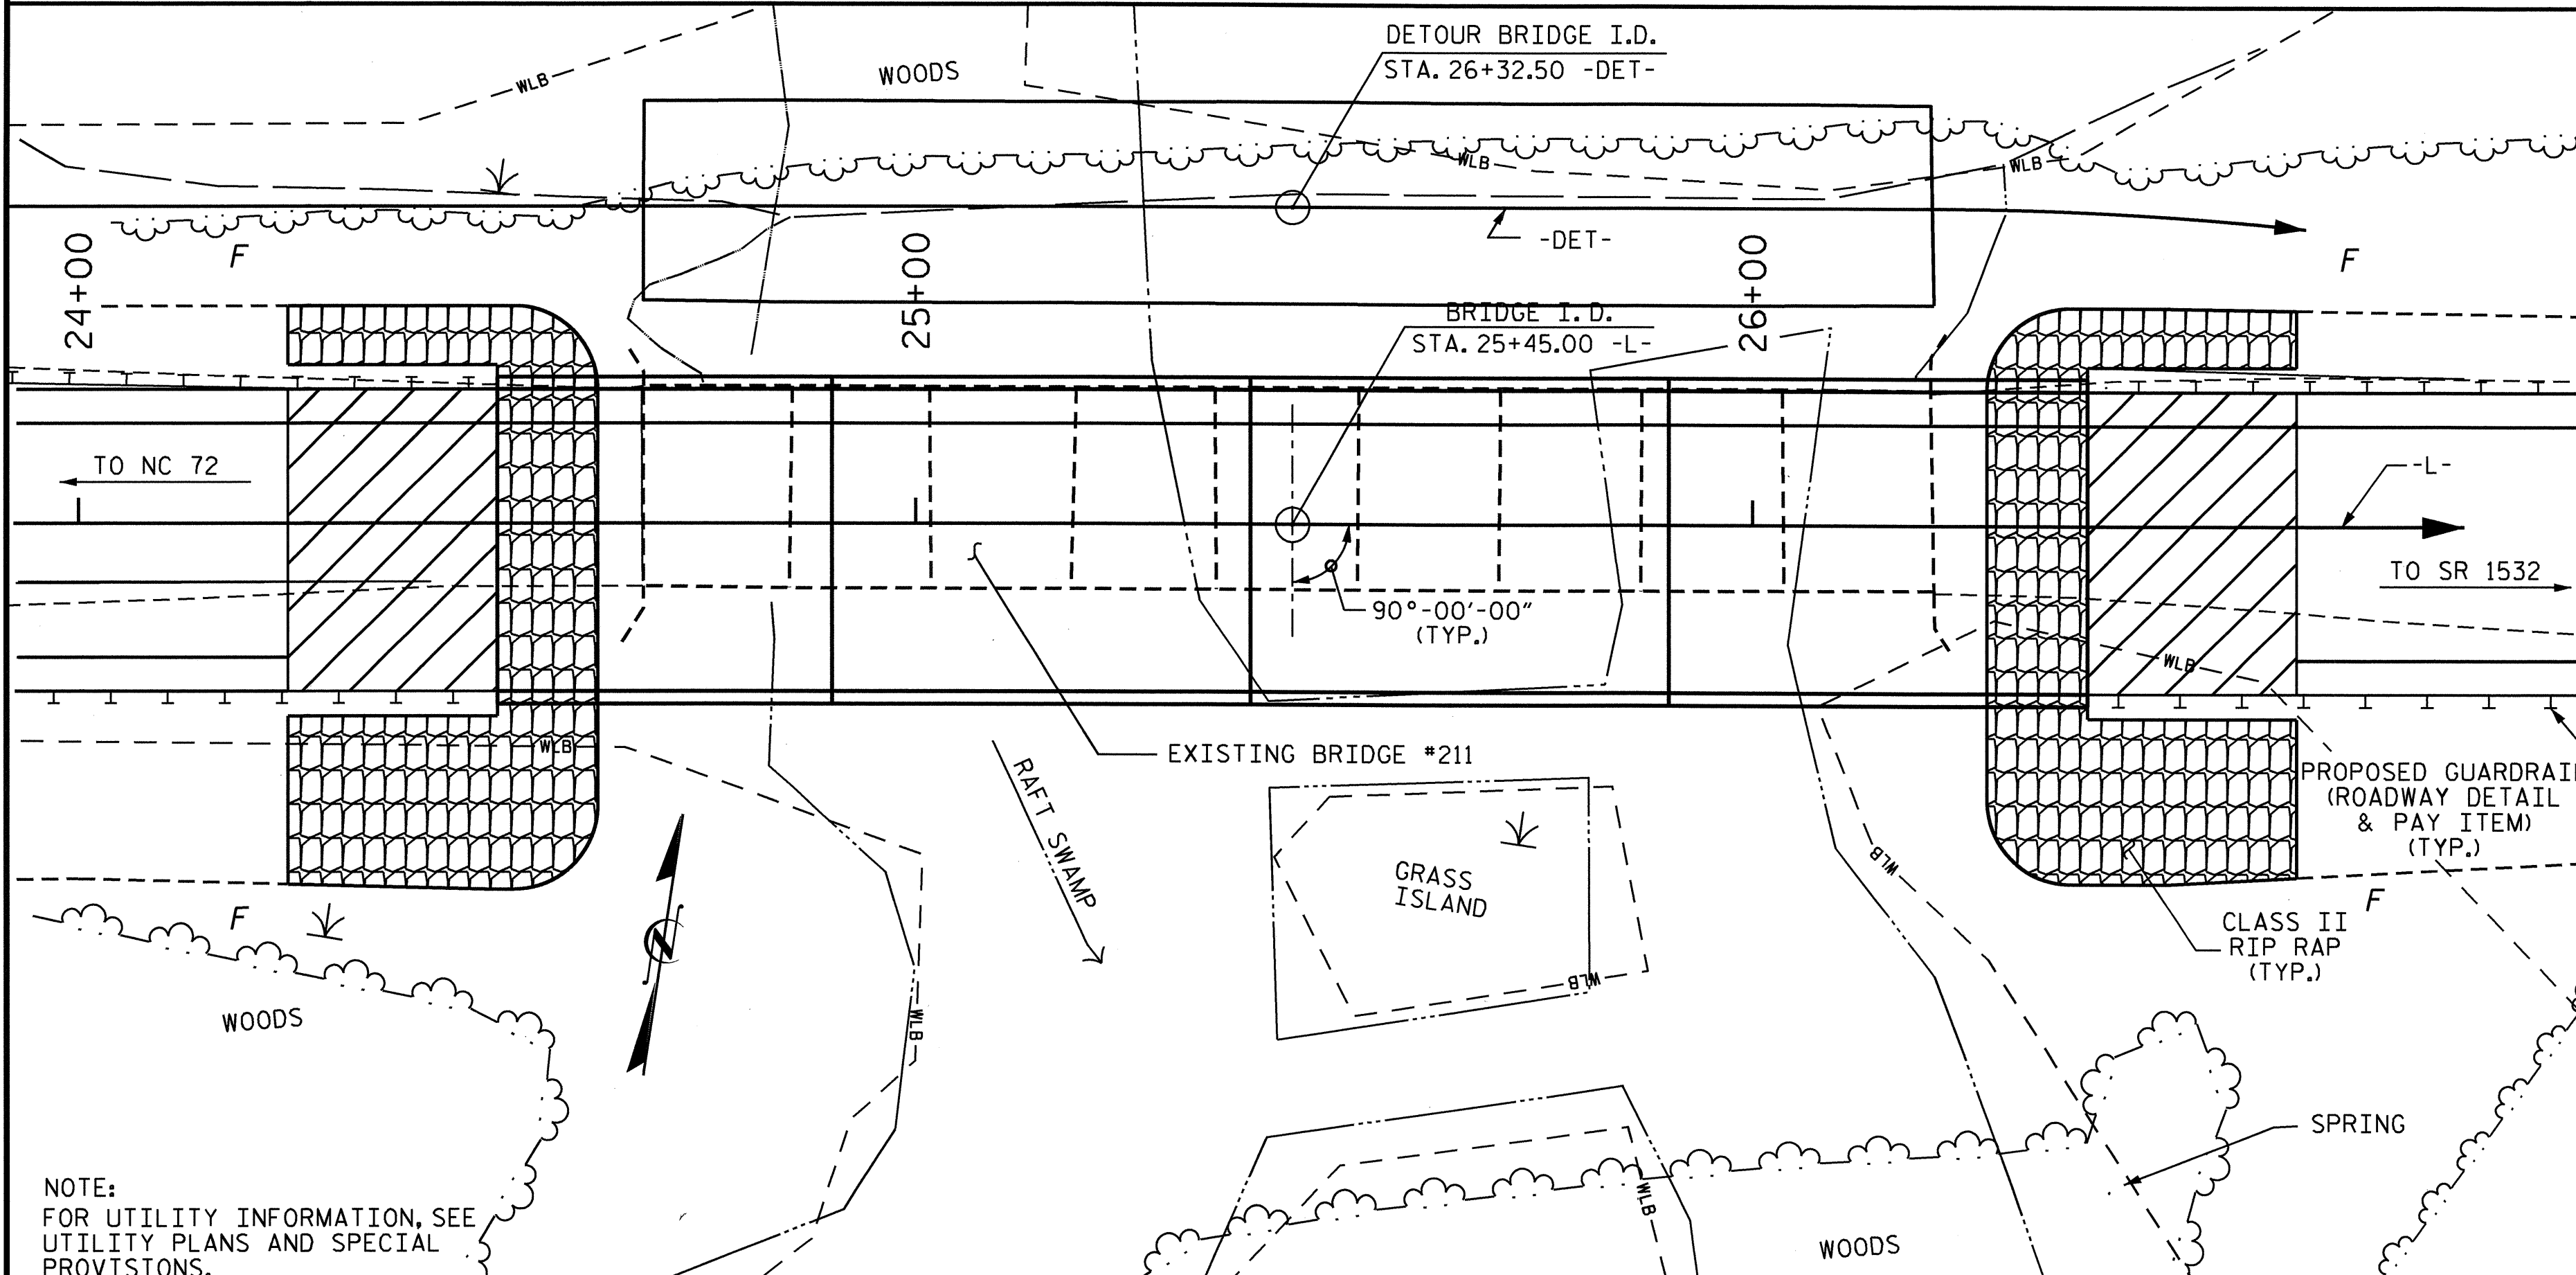 DETOUR BRIDGE I.D.
STA. 26+32.50 -DET-
WOODS
WLB
WLB
WLB
-DET-
F
F
24+00
25+00
26+00
BRIDGE I.D.
STA. 25+45.00 -L-
TO NC 72
-L-
TO SR 1532
90°-00'-00"
(TYP.)
WLB
WLB
EXISTING BRIDGE #211
RAFT SWAMP
PROPOSED GUARDRAIL
(ROADWAY DETAIL
& PAY ITEM)
(TYP.)
WLB
GRASS
ISLAND
WLB
F
F
CLASS II
RIP RAP
(TYP.)
N
WOODS
WLB
SPRING
WLB
WOODS
NOTE:
FOR UTILITY INFORMATION, SEE
UTILITY PLANS AND SPECIAL
PROVISIONS.